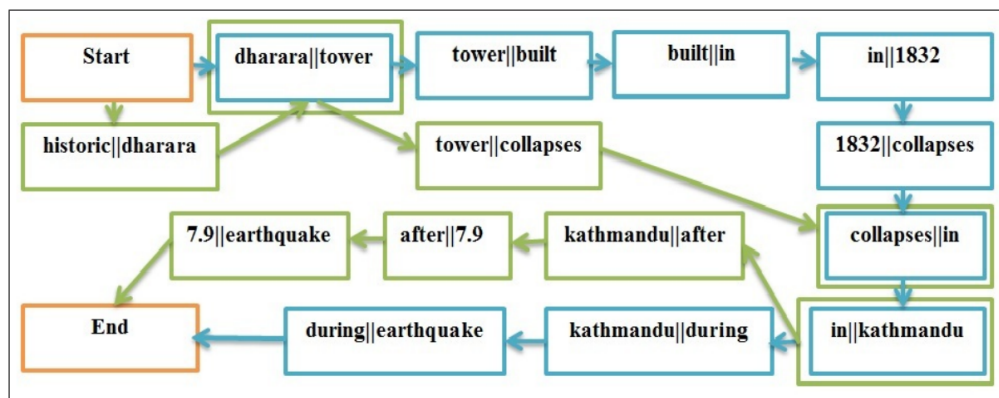 Start
dharara||tower
tower||built
built||in
in||1832
historic||dharara
tower||collapses
1832||collapses
7.9||earthquake
after||7.9
kathmandu||after
collapses||in
End
during||earthquake
kathmandu||during
in||kathmandu